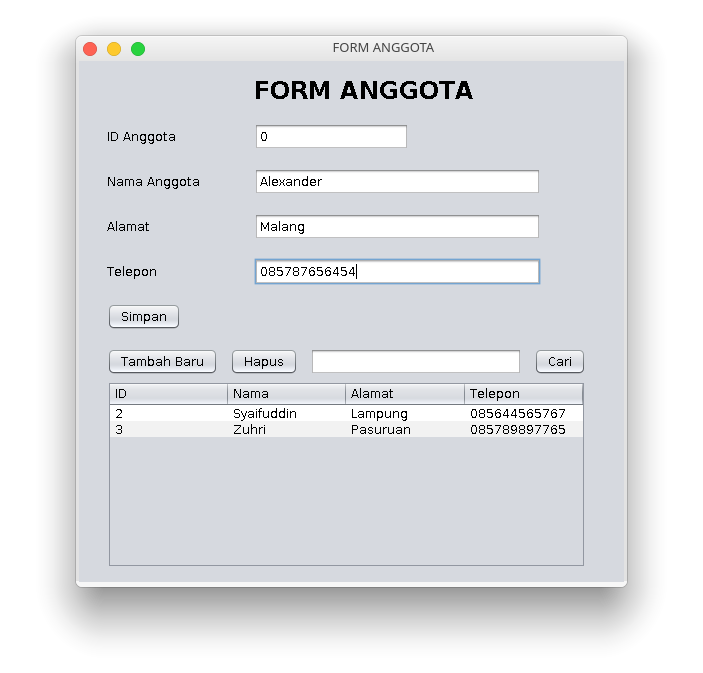 FORM ANGGOTA
FORM ANGGOTA
ID Anggota 0
Nama Anggota Alexander
Alamat Malang
Telepon 085787656454
Simpan
Tambah Baru Hapus Cari
ID Nama Alamat Telepon
2 Syaifuddin Lampung 085644565767
3 Zuhri Pasuruan 085789897765